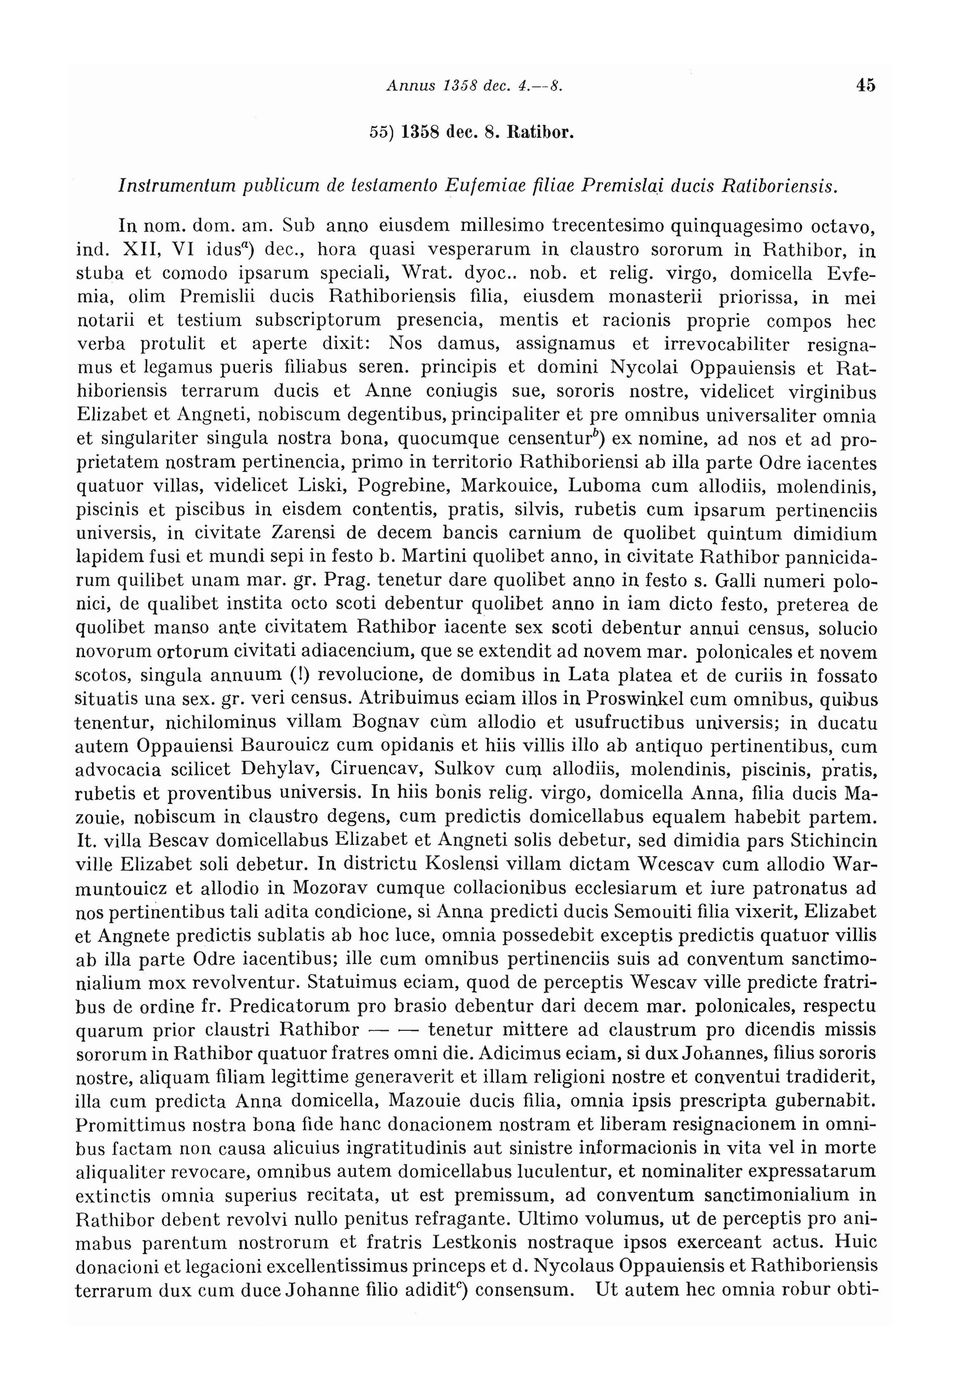 Annus 1358 dec. 4.—8. 45
55) 1358 dec. 8. Ratibor.
Instrumentum publicum de testamento Eufemiae filiae Premislai ducis Ratiboriensis.
In nom. dom. am. Sub anno eiusdem millesimo trecentesimo quinquagesimo octavo,
ind. XII, VI idusᵃ) dec., hora quasi vesperarum in claustro sororum in Rathibor, in
stuba et comodo ipsarum speciali, Wrat. dyoc.. nob. et relig. virgo, domicella Evfe-
mia, olim Premislii ducis Rathiboriensis filia, eiusdem monasterii priorissa, in mei
notarii et testium subscriptorum presencia, mentis et racionis proprie compos hec
verba protulit et aperte dixit: Nos damus, assignamus et irrevocabiliter resigna-
mus et legamus pueris filiabus seren. principis et domini Nycolai Oppauiensis et Rat-
hiboriensis terrarum ducis et Anne coniugis sue, sororis nostre, videlicet virginibus
Elizabet et Angneti, nobiscum degentibus, principaliter et pre omnibus universaliter omnia
et singulariter singula nostra bona, quocumque censenturᵇ) ex nomine, ad nos et ad pro-
prietatem nostram pertinencia, primo in territorio Rathiboriensi ab illa parte Odre iacentes
quatuor villas, videlicet Liski, Pogrebine, Markouice, Luboma cum allodiis, molendinis,
piscinis et piscibus in eisdem contentis, pratis, silvis, rubetis cum ipsarum pertinenciis
universis, in civitate Zarensi de decem bancis carnium de quolibet quintum dimidium
lapidem fusi et mundi sepi in festo b. Martini quolibet anno, in civitate Rathibor pannicida-
rum quilibet unam mar. gr. Prag. tenetur dare quolibet anno in festo s. Galli numeri polo-
nici, de qualibet instita octo scoti debentur quolibet anno in iam dicto festo, preterea de
quolibet manso ante civitatem Rathibor iacente sex scoti debentur annui census, solucio
novorum ortorum civitati adiacencium, que se extendit ad novem mar. polonicales et novem
scotos, singula annuum (!) revolucione, de domibus in Lata platea et de curiis in fossato
situatis una sex. gr. veri census. Atribuimus eciam illos in Proswinkel cum omnibus, quibus
tenentur, nichilominus villam Bognav cum allodio et usufructibus universis; in ducatu
autem Oppauiensi Baurouicz cum opidanis et hiis villis illo ab antiquo pertinentibus, cum
advocacia scilicet Dehylav, Ciruencav, Sulkov cum allodiis, molendinis, piscinis, pratis,
rubetis et proventibus universis. In hiis bonis relig. virgo, domicella Anna, filia ducis Ma-
zouie, nobiscum in claustro degens, cum predictis domicellabus equalem habebit partem.
It. villa Bescav domicellabus Elizabet et Angneti solis debetur, sed dimidia pars Stichincin
ville Elizabet soli debetur. In districtu Koslensi villam dictam Wcescav cum allodio War-
muntouicz et allodio in Mozorav cumque collacionibus ecclesiarum et iure patronatus ad
nos pertinentibus tali adita condicione, si Anna predicti ducis Semouiti filia vixerit, Elizabet
et Angnete predictis sublatis ab hoc luce, omnia possedebit exceptis predictis quatuor villis
ab illa parte Odre iacentibus; ille cum omnibus pertinenciis suis ad conventum sanctimo-
nialium mox revolventur. Statuimus eciam, quod de perceptis Wescav ville predicte fratri-
bus de ordine fr. Predicatorum pro brasio debentur dari decem mar. polonicales, respectu
quarum prior claustri Rathibor — — tenetur mittere ad claustrum pro dicendis missis
sororum in Rathibor quatuor fratres omni die. Adicimus eciam, si dux Johannes, filius sororis
nostre, aliquam filiam legittime generaverit et illam religioni nostre et conventui tradiderit,
illa cum predicta Anna domicella, Mazouie ducis filia, omnia ipsis prescripta gubernabit.
Promittimus nostra bona fide hanc donacionem nostram et liberam resignacionem in omni-
bus factam non causa alicuius ingratitudinis aut sinistre informacionis in vita vel in morte
aliqualiter revocare, omnibus autem domicellabus luculentur, et nominaliter expressatarum
extinctis omnia superius recitata, ut est premissum, ad conventum sanctimonialium in
Rathibor debent revolvi nullo penitus refragante. Ultimo volumus, ut de perceptis pro ani-
mabus parentum nostrorum et fratris Lestkonis nostraque ipsos exerceant actus. Huic
donacioni et legacioni excellentissimus princeps et d. Nycolaus Oppauiensis et Rathiboriensis
terrarum dux cum duce Johanne filio adiditᶜ) consensum. Ut autem hec omnia robur obti-